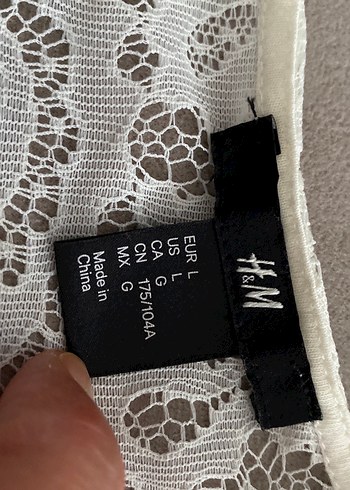 H&M
EUR L
US L
CA G
CN 175/104A
MX G
Made in
China